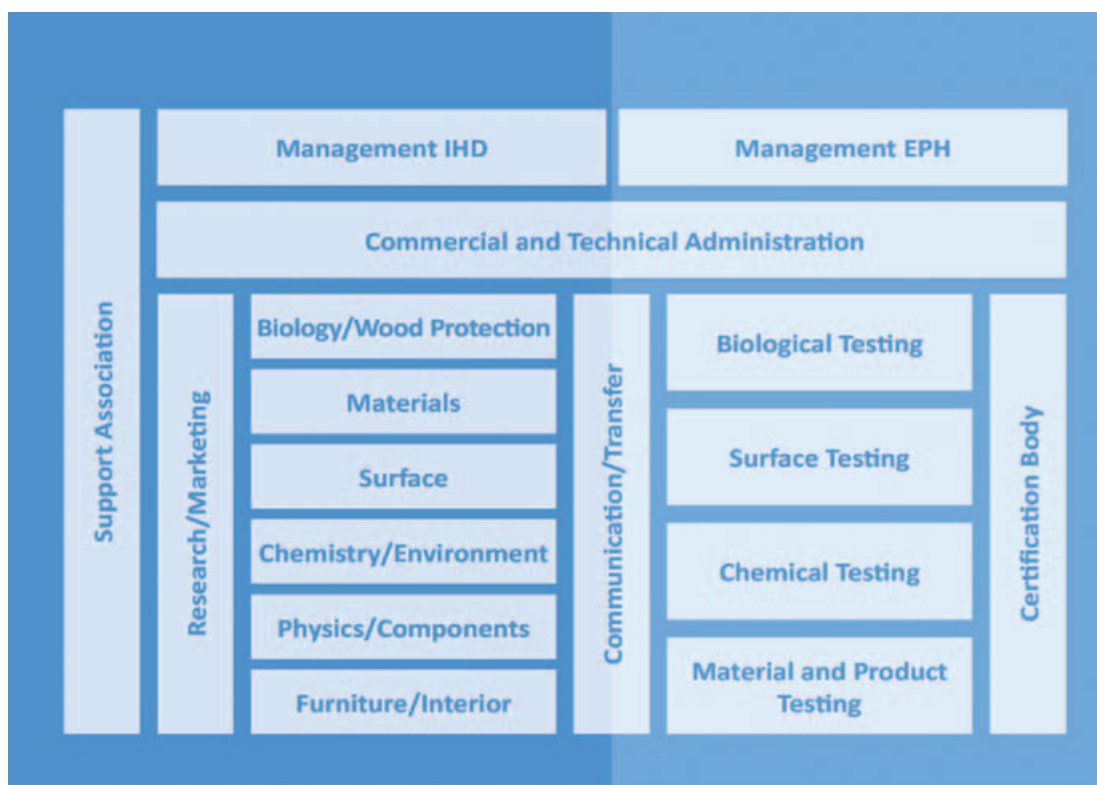 Management IHD
Management EPH
Commercial and Technical Administration
Support Association
Research/Marketing
Biology/Wood Protection
Materials
Surface
Chemistry/Environment
Physics/Components
Furniture/Interior
Communication/Transfer
Biological Testing
Surface Testing
Chemical Testing
Material and Product
Testing
Certification Body